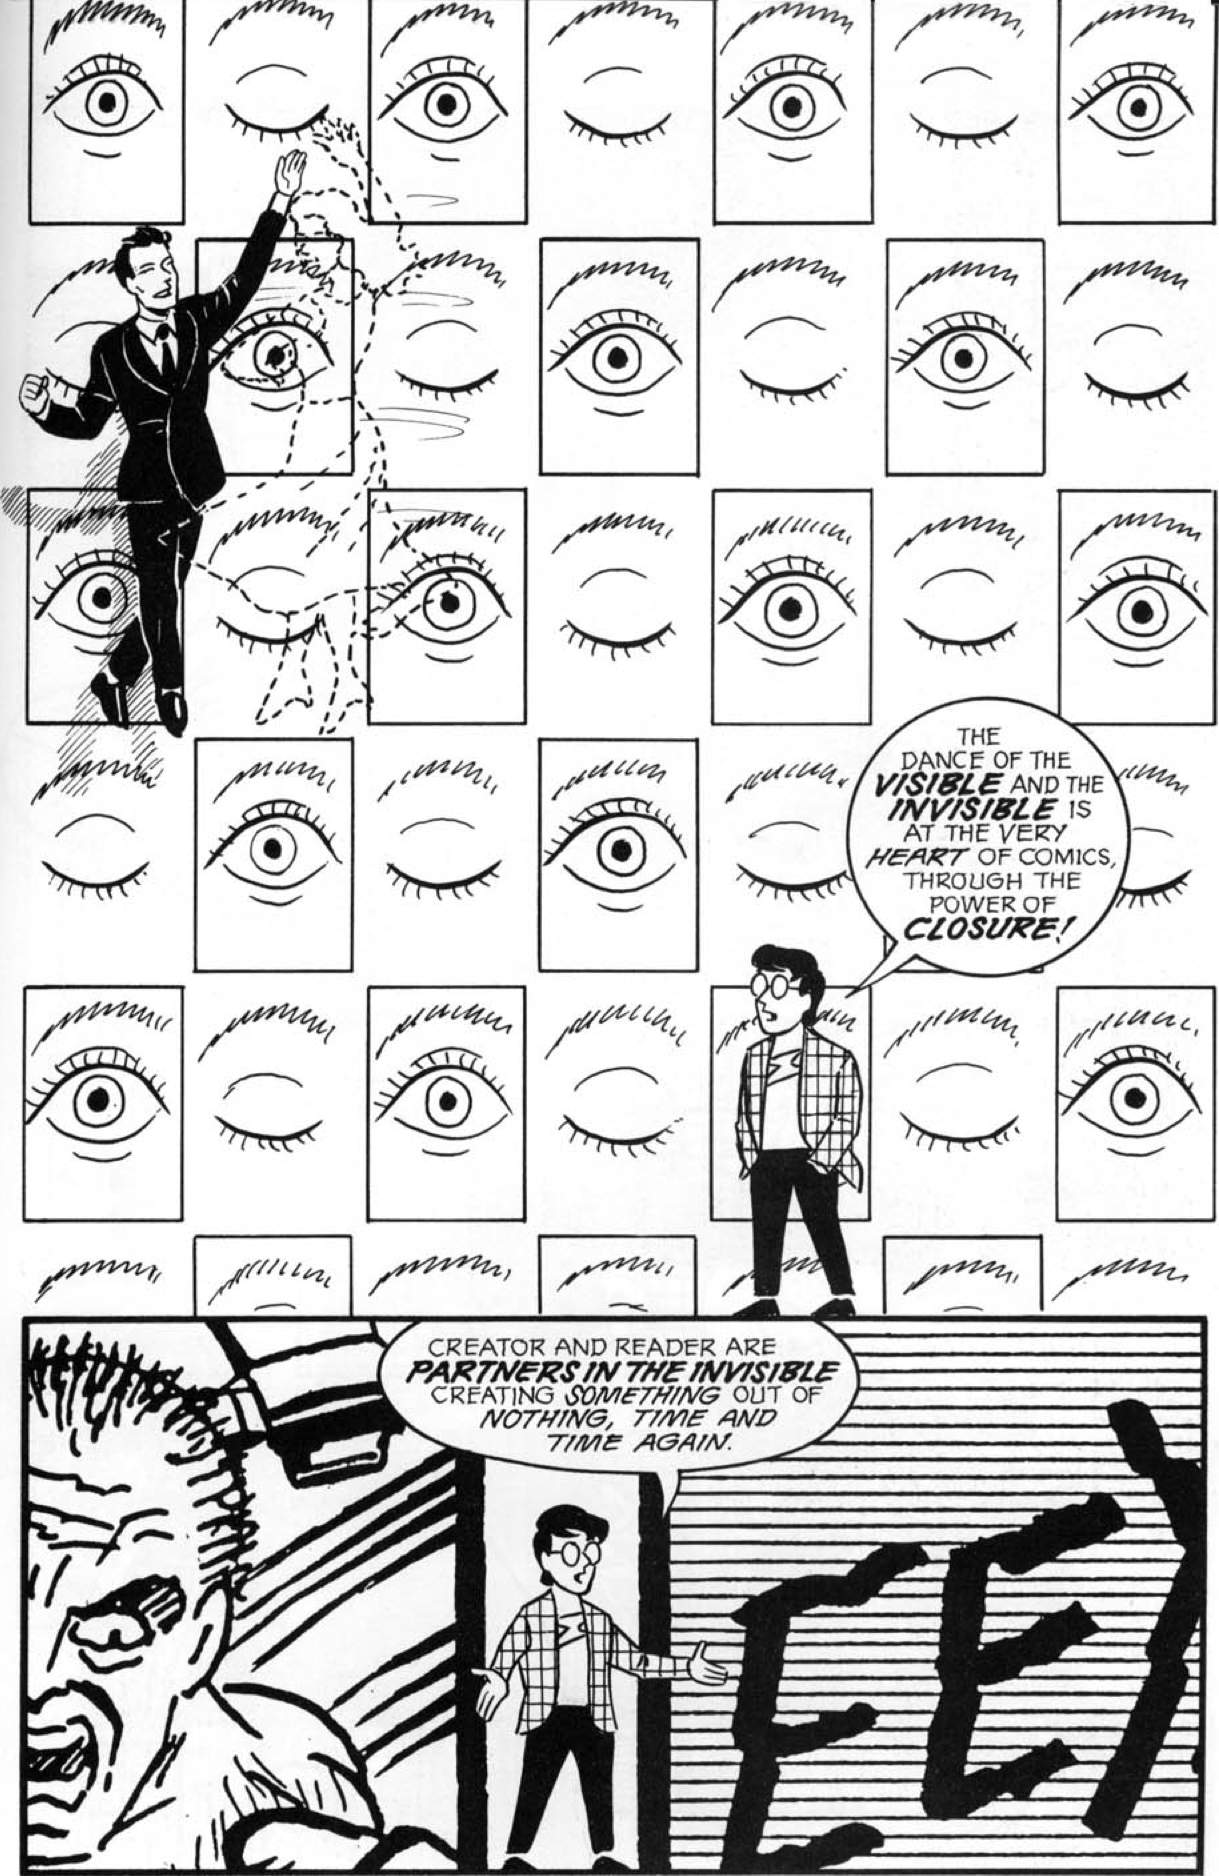 THE
DANCE OF THE
VISIBLE AND THE
INVISIBLE IS
AT THE VERY
HEART OF COMICS,
THROUGH THE
POWER OF
CLOSURE!
CREATOR AND READER ARE
PARTNERS IN THE INVISIBLE
CREATING SOMETHING OUT OF
NOTHING, TIME AND
TIME AGAIN.